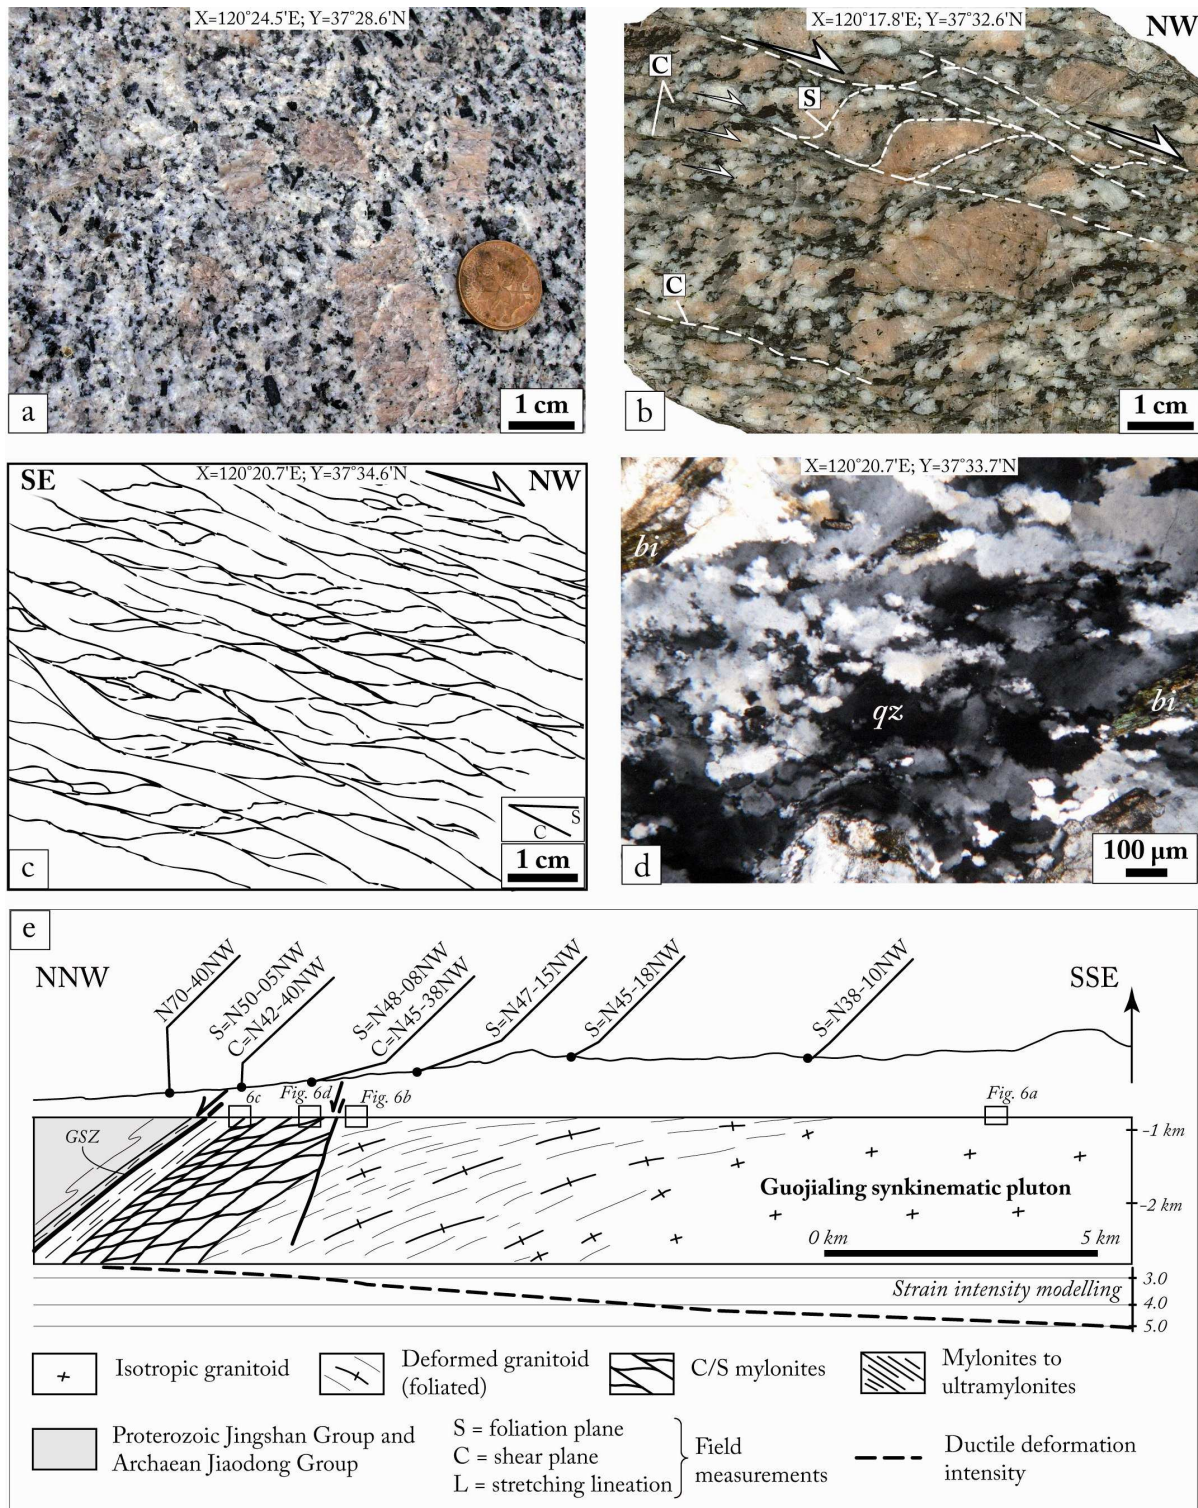 X=120°24.5'E; Y=37°28.6'N
a
1 cm
X=120°17.8'E; Y=37°32.6'N
NW
C
S
C
b
1 cm
SE
X=120°20.7'E; Y=37°34.6'N
NW
S
C
c
1 cm
X=120°20.7'E; Y=37°33.7'N
bi
qz
bi
d
100 µm
e
NNW
N70-40NW
S=N50-05NW
C=N42-40NW
S=N48-08NW
C=N45-38NW
S=N47-15NW
S=N45-18NW
S=N38-10NW
SSE
6c
Fig. 6d
Fig. 6b
Fig. 6a
GSZ
-1 km
Guojialing synkinematic pluton
-2 km
0 km
5 km
Strain intensity modelling
3.0
4.0
5.0
Isotropic granitoid
Deformed granitoid
(foliated)
C/S mylonites
Mylonites to
ultramylonites
Proterozoic Jingshan Group and
Archaean Jiaodong Group
S = foliation plane
C = shear plane
L = stretching lineation
Field
measurements
Ductile deformation
intensity